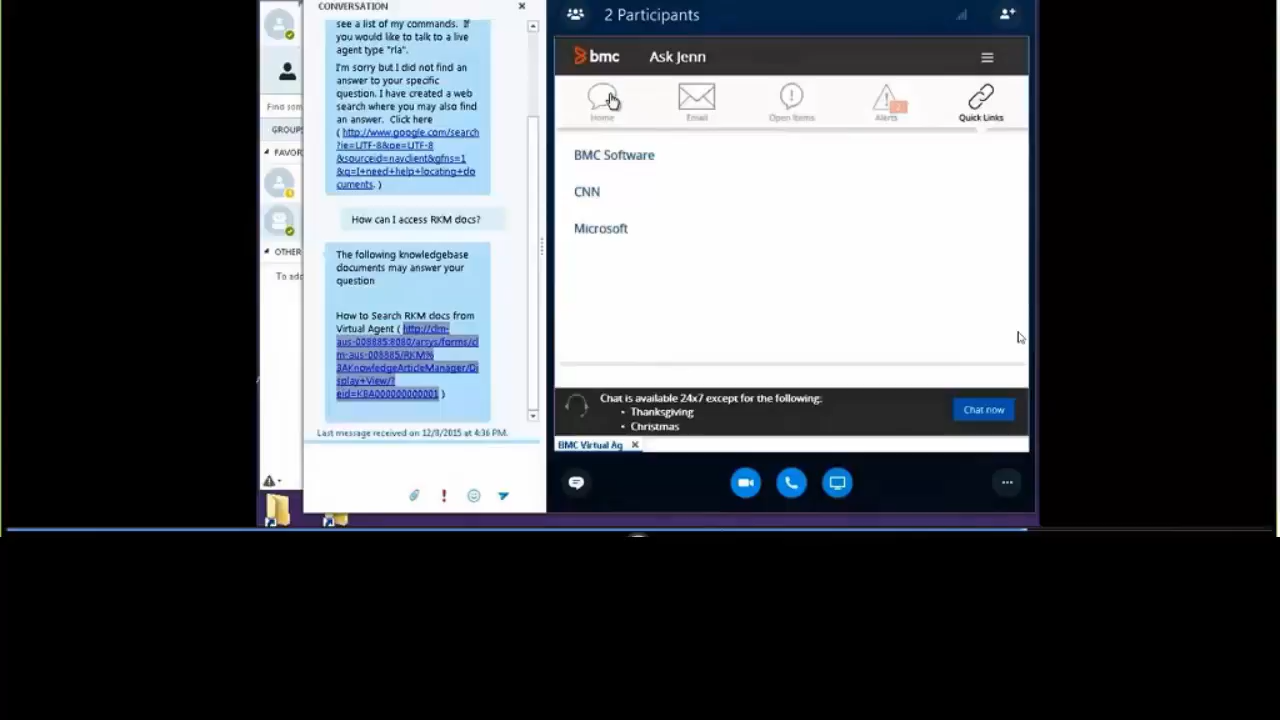 CONVERSATION
see a list of my commands. If
you would like to talk to a live
agent type "rla".
I'm sorry but I did not find an
answer to your specific
question. I have created a web
search where you may also find
an answer. Click here
( http://www.google.com/search
?ie=UTF-8&oe=UTF-8
&sourceid=navclient&gfns=1
&q=I+need+help+locating+do
cuments. )
How can I access RKM docs?
The following knowledgebase
documents may answer your
question
How to Search RKM docs from
Virtual Agent ( http://clm-
aus-008885:8080/arsys/forms/cl
m-aus-008885/RKM%
3AKnowledgeArticleManager/Di
splay+View/?
eid=KBA000000000001 )
Last message received on 12/8/2015 at 4:36 PM.
Find som
GROUPS
FAVOR
OTHER
To add
2 Participants
bmc
Ask Jenn
Home
Email
Open Items
Alerts
Quick Links
BMC Software
CNN
Microsoft
Chat is available 24x7 except for the following:
• Thanksgiving
• Christmas
Chat now
BMC Virtual Ag